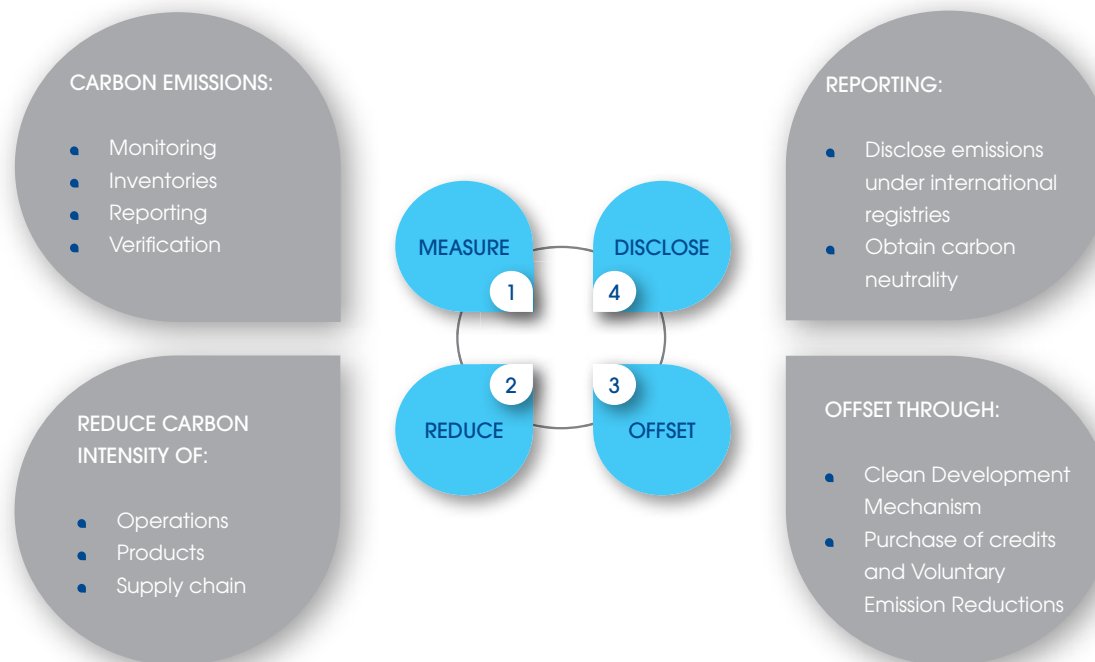 CARBON EMISSIONS:
Monitoring
Inventories
Reporting
Verification
MEASURE
1
DISCLOSE
4
REPORTING:
Disclose emissions
under international
registries
Obtain carbon
neutrality
REDUCE CARBON
INTENSITY OF:
Operations
Products
Supply chain
2
REDUCE
3
OFFSET
OFFSET THROUGH:
Clean Development
Mechanism
Purchase of credits
and Voluntary
Emission Reductions